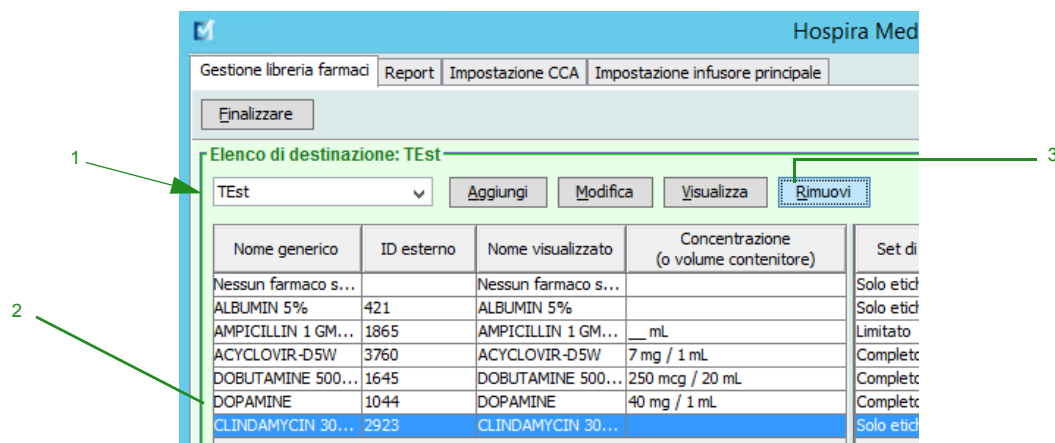 Hospira Med
Gestione libreria farmaci Report Impostazione CCA Impostazione infusore principale
Finalizzare
Elenco di destinazione: TEst
1
3
TEst Aggiungi Modifica Visualizza Rimuovi
Nome generico ID esterno Nome visualizzato Concentrazione (o volume contenitore) Set di
Nessun farmaco s... Nessun farmaco s... Solo etich
ALBUMIN 5% 421 ALBUMIN 5% Solo etich
2
AMPICILLIN 1 GM... 1865 AMPICILLIN 1 GM... __ mL Limitato
ACYCLOVIR-D5W 3760 ACYCLOVIR-D5W 7 mg / 1 mL Completo
DOBUTAMINE 500... 1645 DOBUTAMINE 500... 250 mcg / 20 mL Completo
DOPAMINE 1044 DOPAMINE 40 mg / 1 mL Completo
CLINDAMYCIN 30... 2923 CLINDAMYCIN 30... Solo etich